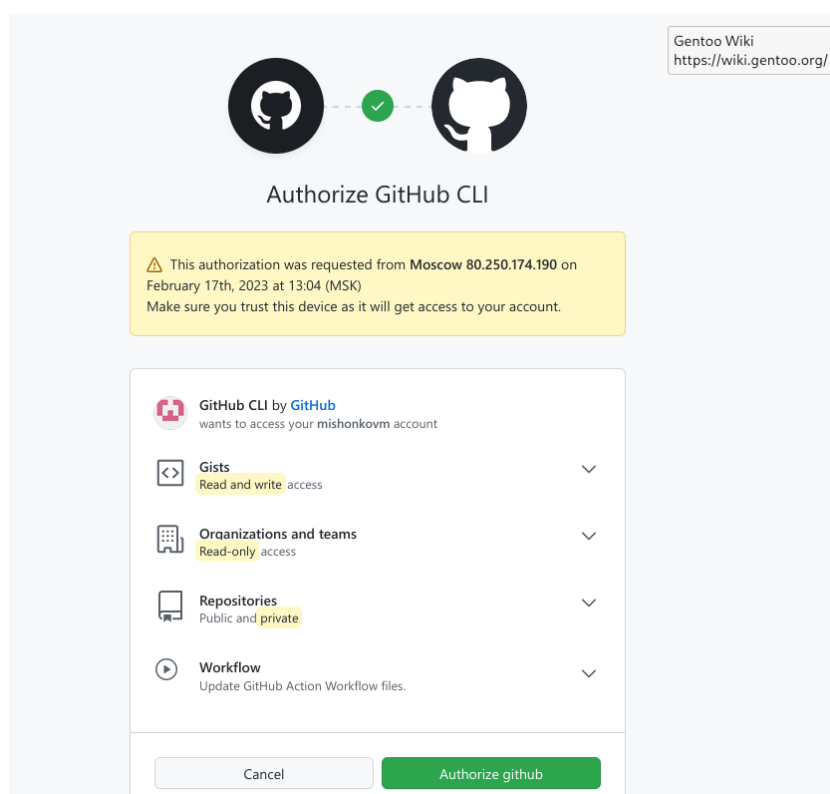 Gentoo Wiki
https://wiki.gentoo.org/
Authorize GitHub CLI
This authorization was requested from Moscow 80.250.174.190 on
February 17th, 2023 at 13:04 (MSK)
Make sure you trust this device as it will get access to your account.
GitHub CLI by GitHub
wants to access your mishonkovm account
Gists
Read and write access
Organizations and teams
Read-only access
Repositories
Public and private
Workflow
Update GitHub Action Workflow files.
Cancel
Authorize github